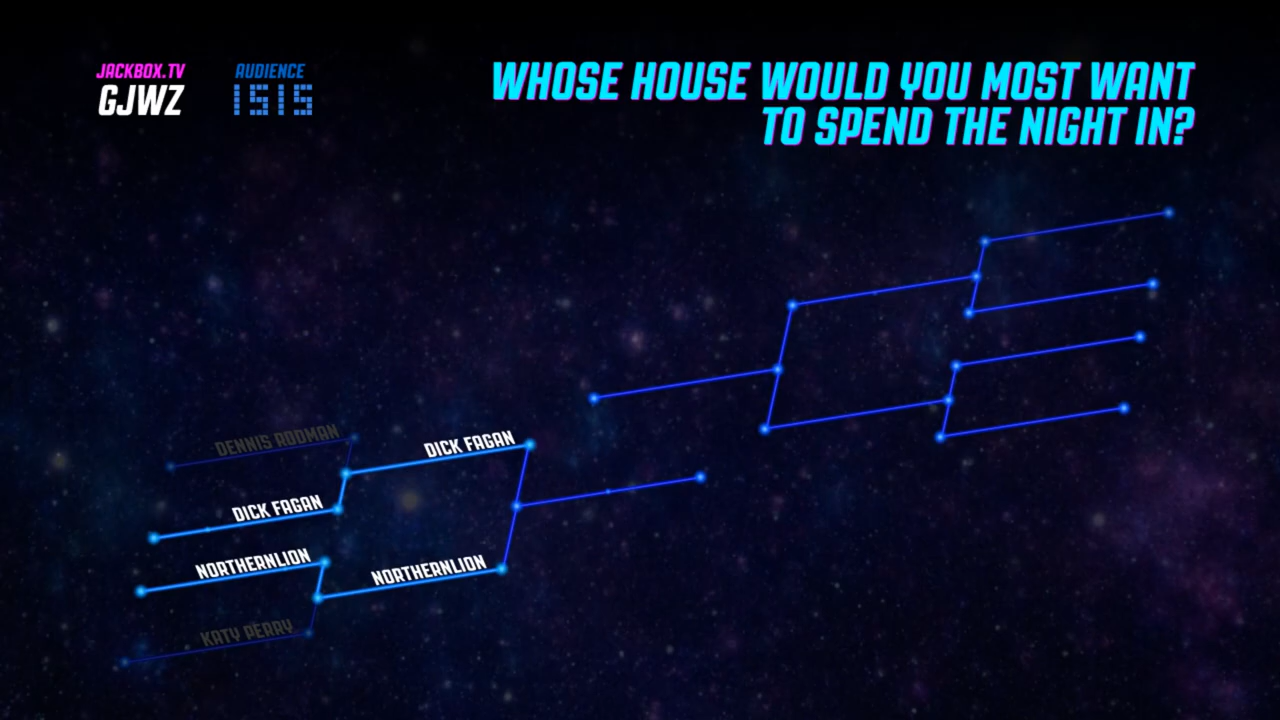 JACKBOX.TV
GJWZ
AUDIENCE
1515
WHOSE HOUSE WOULD YOU MOST WANT
TO SPEND THE NIGHT IN?
DENNIS RODMAN
DICK FAGAN
DICK FAGAN
NORTHERNLION
NORTHERNLION
KATY PERRY